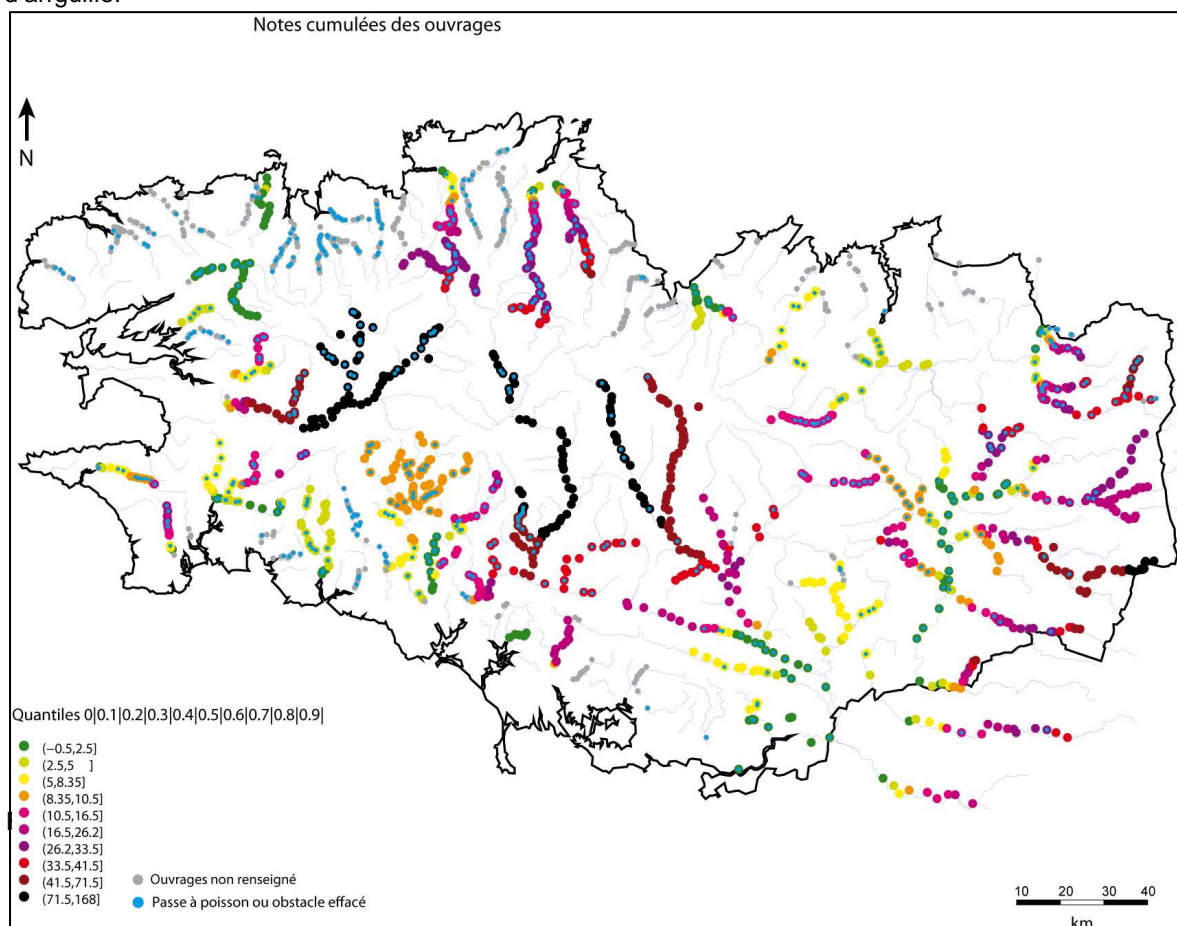 d'anguille.
Notes cumulées des ouvrages
N
Quantiles 0|0.1|0.2|0.3|0.4|0.5|0.6|0.7|0.8|0.9|
(−0.5,2.5]
(2.5,5 ]
(5,8.35]
(8.35,10.5]
(10.5,16.5]
(16.5,26.2]
(26.2,33.5]
(33.5,41.5]
(41.5,71.5]
(71.5,168]
Ouvrages non renseigné
Passe à poisson ou obstacle effacé
10 20 30 40
km